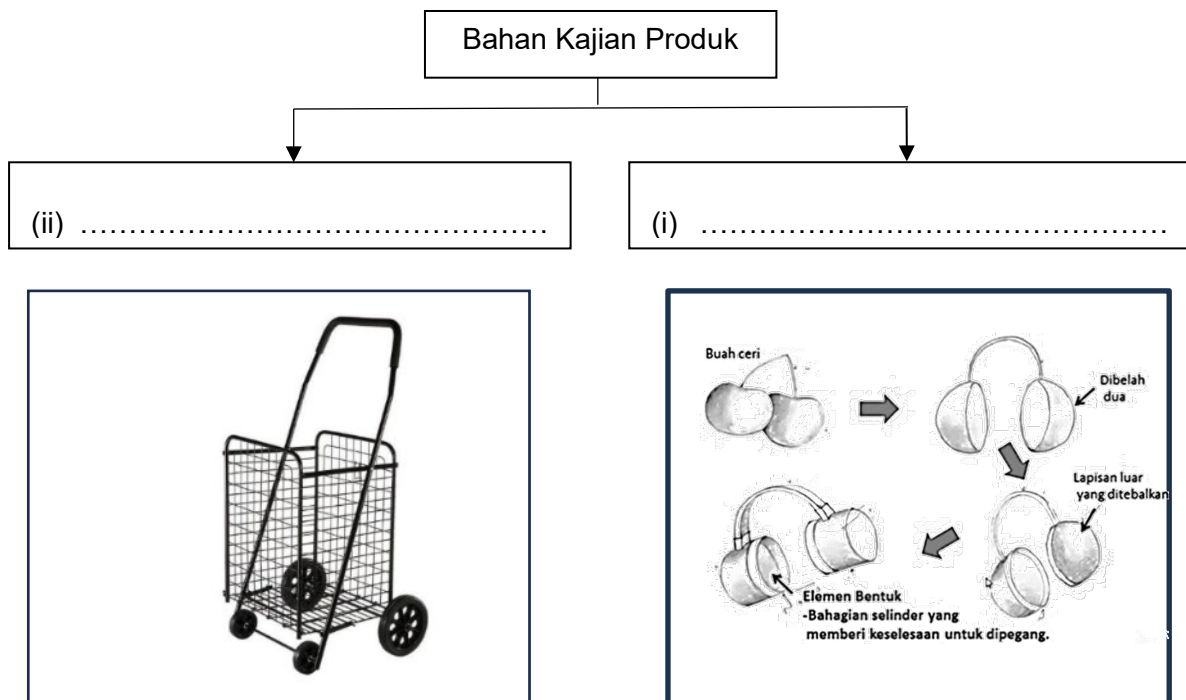 Bahan Kajian Produk
(ii) ................................................
(i) ................................................
Buah ceri
Dibelah
dua
Lapisan luar
yang ditebalkan
Elemen Bentuk
-Bahagian selinder yang
memberi keselesaan untuk dipegang.